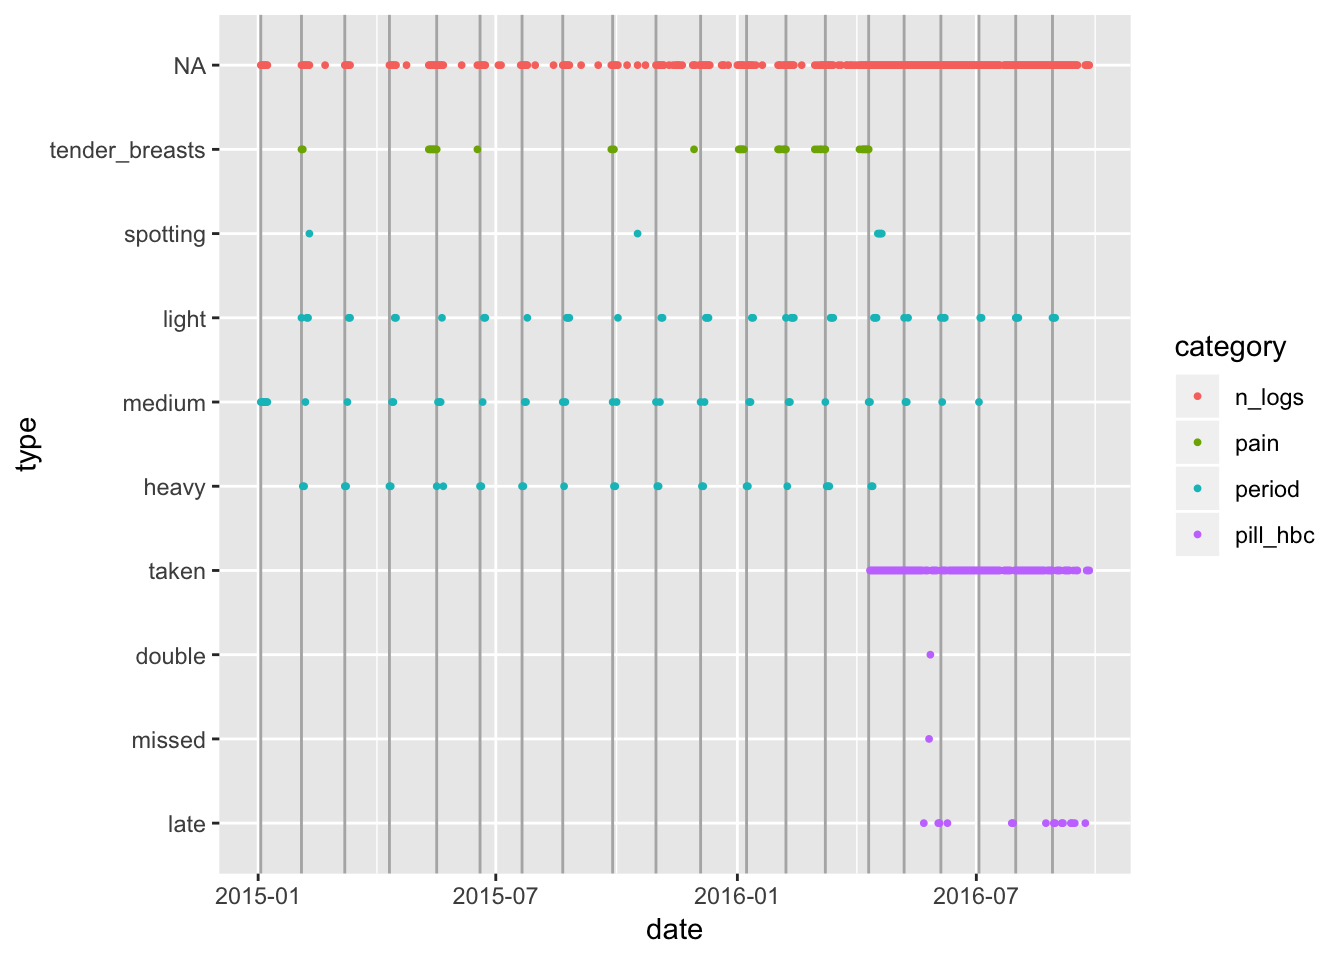 NA
tender_breasts
spotting
light
medium
heavy
taken
double
missed
late
type
2015-01 2015-07 2016-01 2016-07
date
category
n_logs
pain
period
pill_hbc